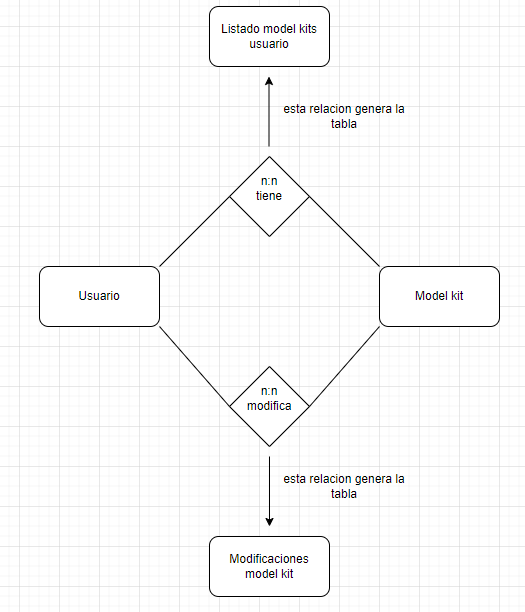 Listado model kits
usuario
esta relacion genera la
tabla
n:n
tiene
Usuario
Model kit
n:n
modifica
esta relacion genera la
tabla
Modificaciones
model kit